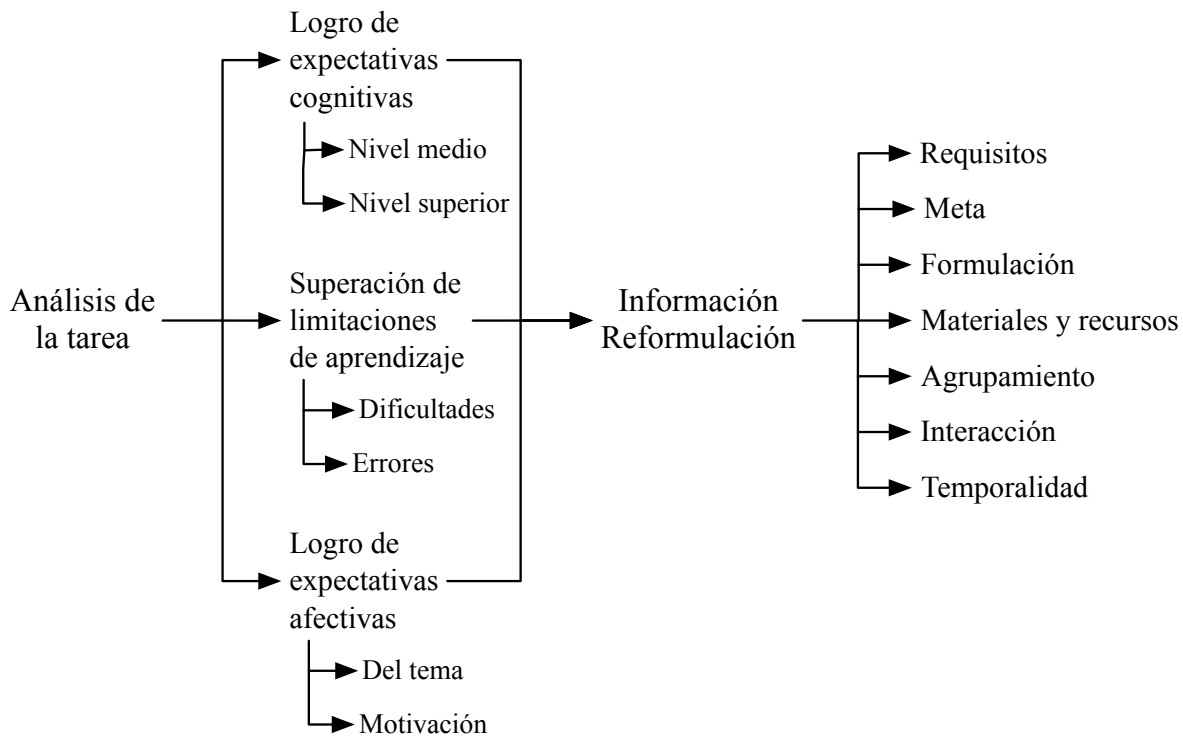 Análisis de
la tarea
Logro de
expectativas
cognitivas
Nivel medio
Nivel superior
Superación de
limitaciones
de aprendizaje
Dificultades
Errores
Logro de
expectativas
afectivas
Del tema
Motivación
Información
Reformulación
Requisitos
Meta
Formulación
Materiales y recursos
Agrupamiento
Interacción
Temporalidad